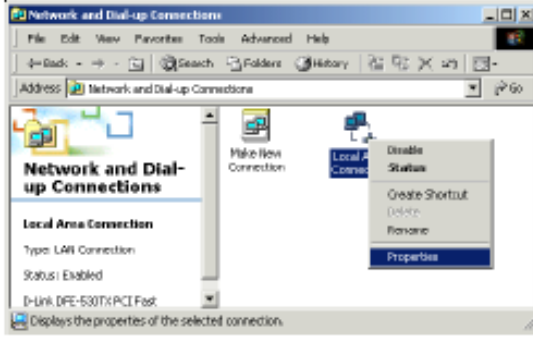 Network and Dial-up Connections
File Edit View Favorites Tools Advanced Help
Back Search Folders History
Address Network and Dial-up Connections Go
Make New
Connection
Local A
Connec
Disable
Status
Create Shortcut
Delete
Rename
Properties
Network and Dial-
up Connections
Local Area Connection
Type: LAN Connection
Status: Enabled
D-Link DFE-530TX PCI Fast
Displays the properties of the selected connection.